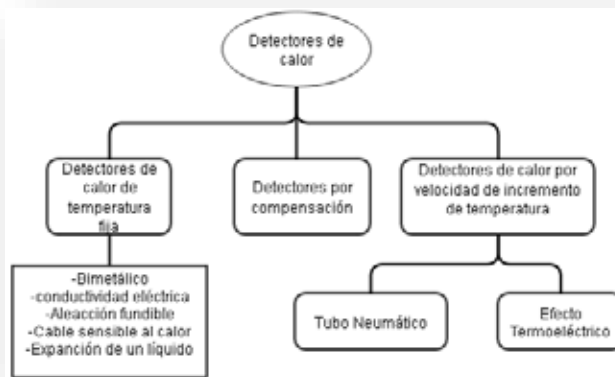 Detectores de
calor
Detectores de
calor de
temperatura
fija
Detectores por
compensación
Detectores de calor por
velocidad de incremento
de temperatura
-Bimetálico
-conductividad eléctrica
-Aleacción fundible
-Cable sensible al calor
-Expanción de un líquido
Tubo Neumático
Efecto
Termoeléctrico